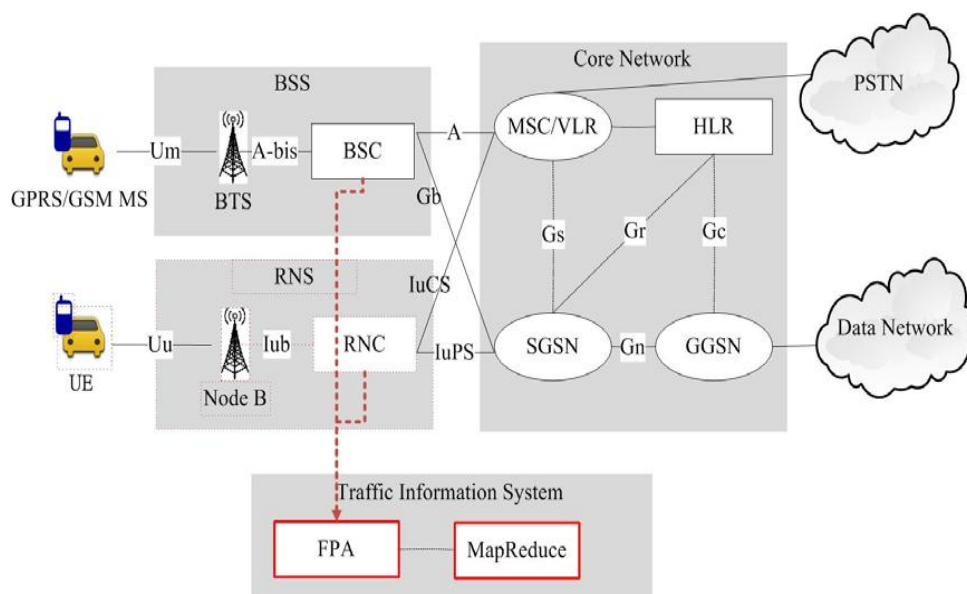 BSS
Core Network
PSTN
MSC/VLR
HLR
Um
A-bis
BSC
A
GPRS/GSM MS
BTS
Gb
Gs
Gr
Gc
RNS
IuCS
Uu
Iub
RNC
IuPS
SGSN
Gn
GGSN
Data Network
UE
Node B
Traffic Information System
FPA
MapReduce